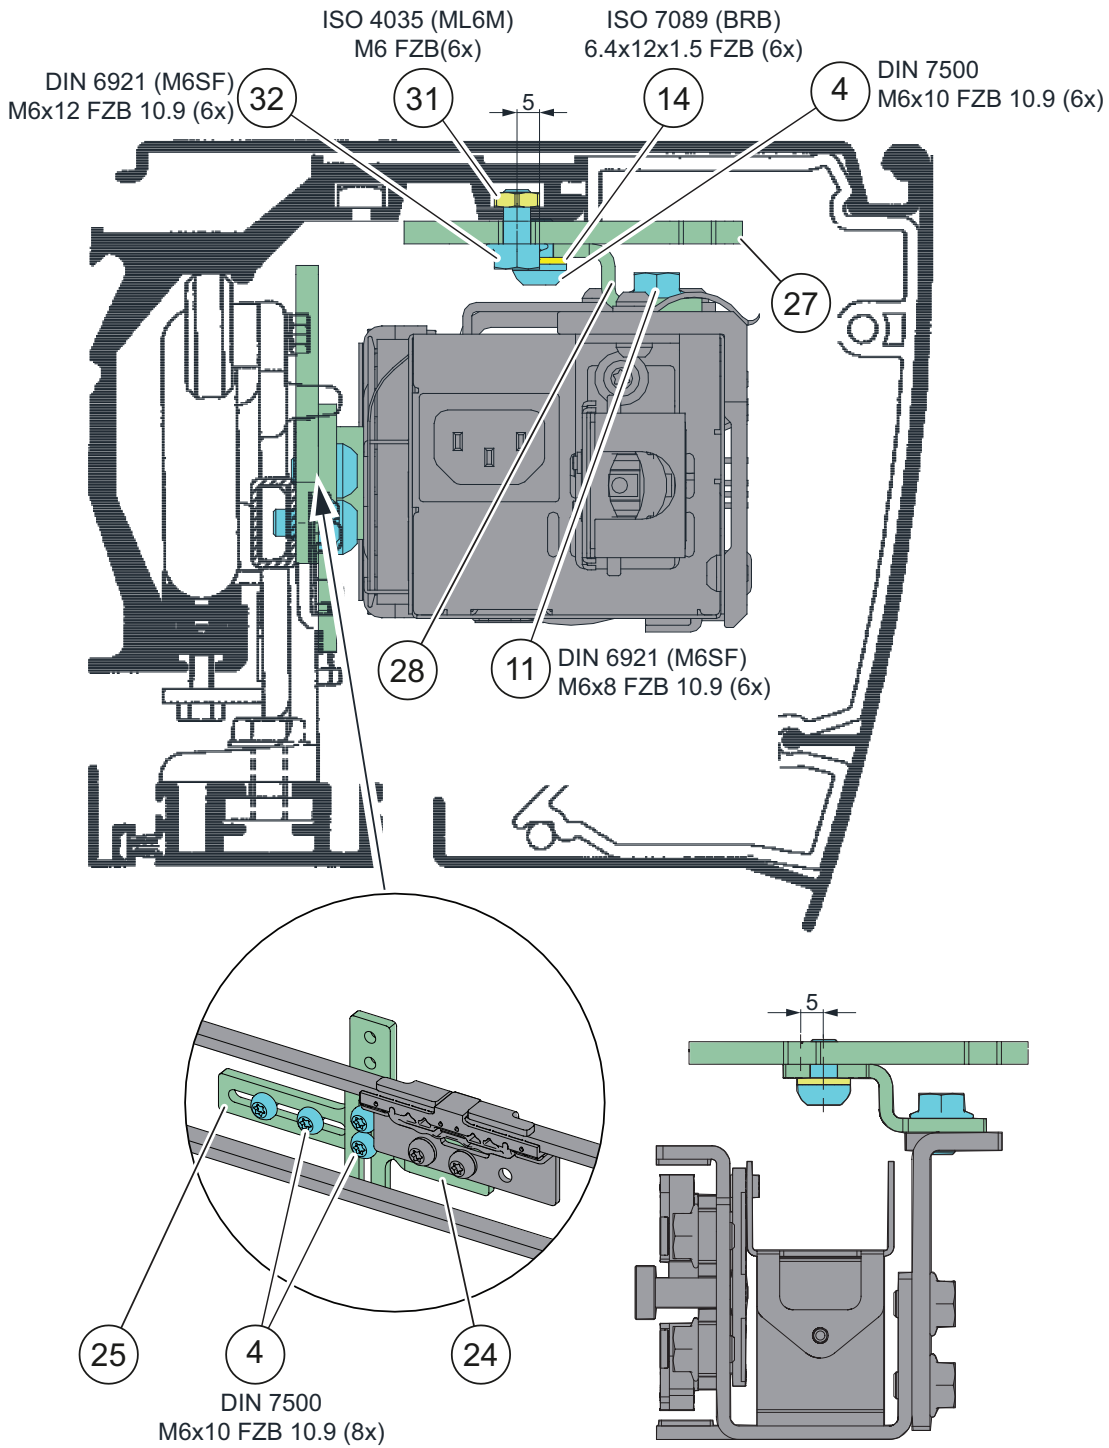 ISO 4035 (ML6M)
M6 FZB(6x)
ISO 7089 (BRB)
6.4x12x1.5 FZB (6x)
DIN 6921 (M6SF)
M6x12 FZB 10.9 (6x)
32
31
5
14
4
DIN 7500
M6x10 FZB 10.9 (6x)
27
28
11
DIN 6921 (M6SF)
M6x8 FZB 10.9 (6x)
5
25
4
24
DIN 7500
M6x10 FZB 10.9 (8x)